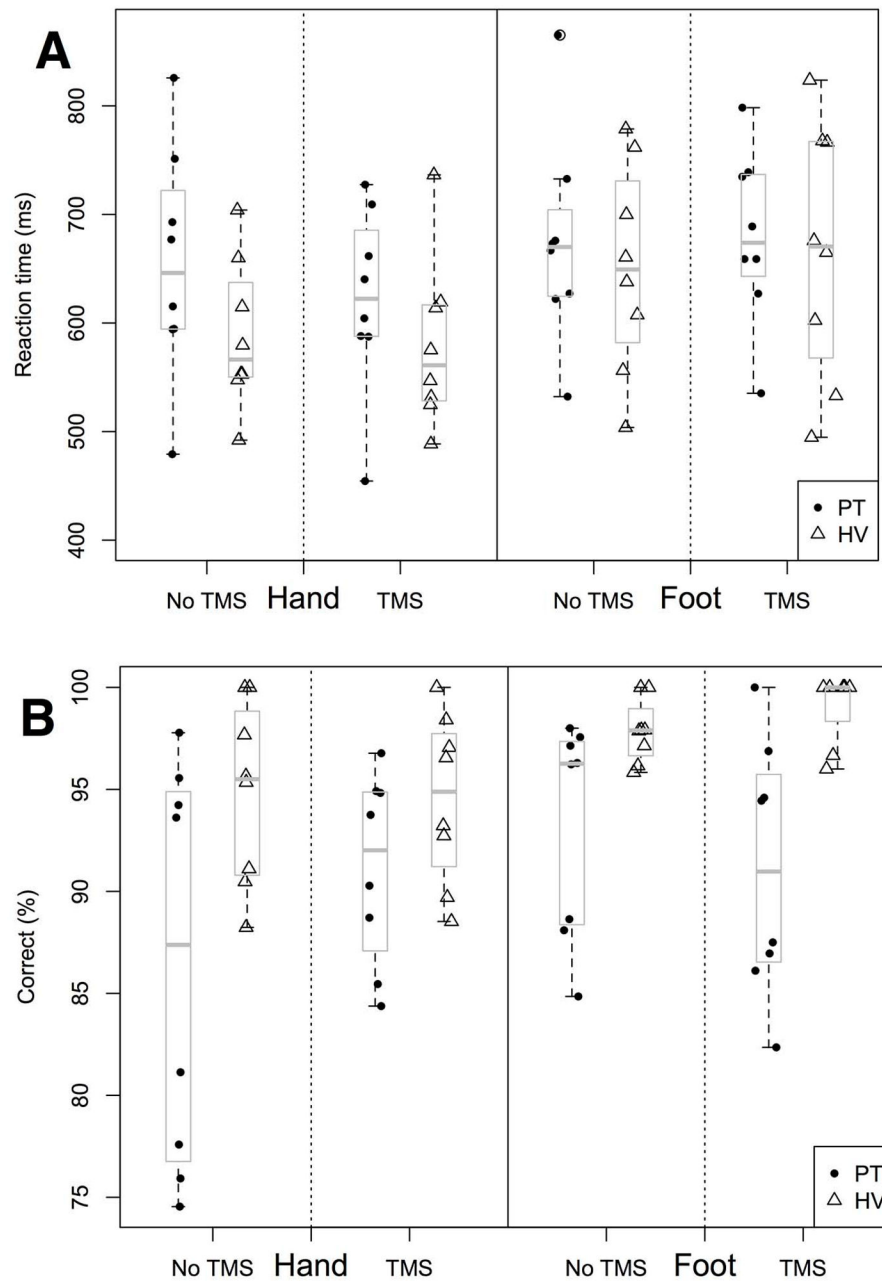 A
Reaction time (ms)
800
700
600
500
400
PT
HV
No TMS Hand TMS No TMS Foot TMS
B
Correct (%)
100
95
90
85
80
75
PT
HV
No TMS Hand TMS No TMS Foot TMS